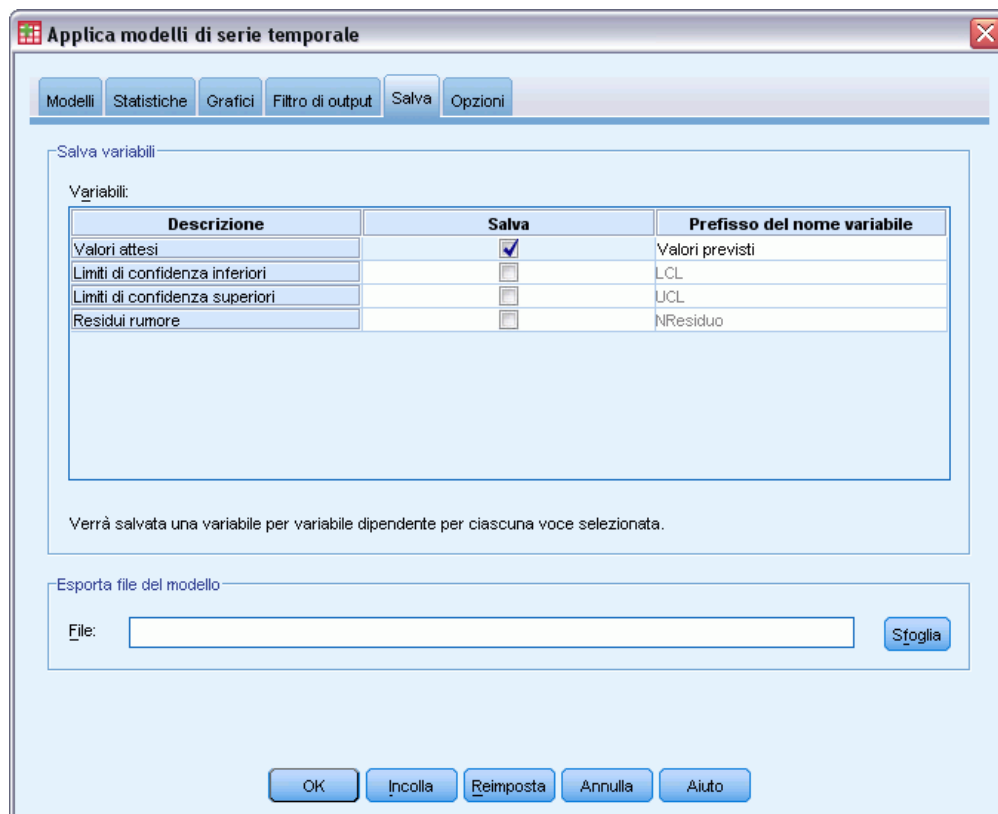 Applica modelli di serie temporale
Modelli Statistiche Grafici Filtro di output Salva Opzioni
Salva variabili
Variabili:
Descrizione Salva Prefisso del nome variabile
Valori attesi Valori previsti
Limiti di confidenza inferiori LCL
Limiti di confidenza superiori UCL
Residui rumore NResiduo
Verrà salvata una variabile per variabile dipendente per ciascuna voce selezionata.
Esporta file del modello
File: Sfoglia
OK Incolla Reimposta Annulla Aiuto